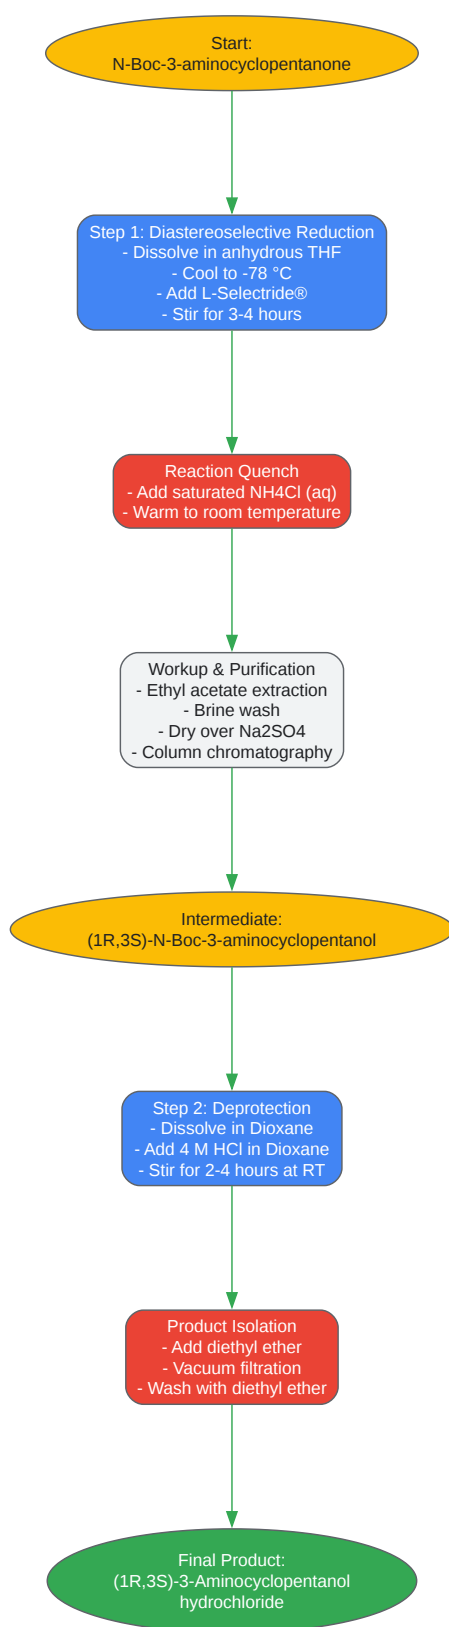 Start:
N-Boc-3-aminocyclopentanone
Step 1: Diastereoselective Reduction
- Dissolve in anhydrous THF
- Cool to -78 °C
- Add L-Selectride®
- Stir for 3-4 hours
Reaction Quench
- Add saturated NH4Cl (aq)
- Warm to room temperature
Workup & Purification
- Ethyl acetate extraction
- Brine wash
- Dry over Na2SO4
- Column chromatography
Intermediate:
(1R,3S)-N-Boc-3-aminocyclopentanol
Step 2: Deprotection
- Dissolve in Dioxane
- Add 4 M HCl in Dioxane
- Stir for 2-4 hours at RT
Product Isolation
- Add diethyl ether
- Vacuum filtration
- Wash with diethyl ether
Final Product:
(1R,3S)-3-Aminocyclopentanol
hydrochloride